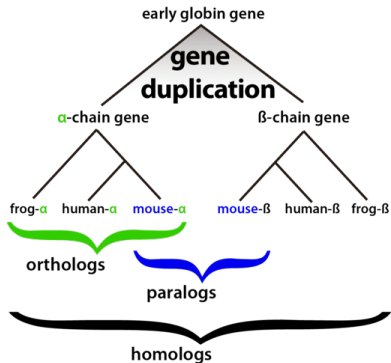 early globin gene
gene
duplication
α-chain gene
ß-chain gene
frog-α human-α mouse-α mouse-ß human-ß frog-ß
orthologs
paralogs
homologs